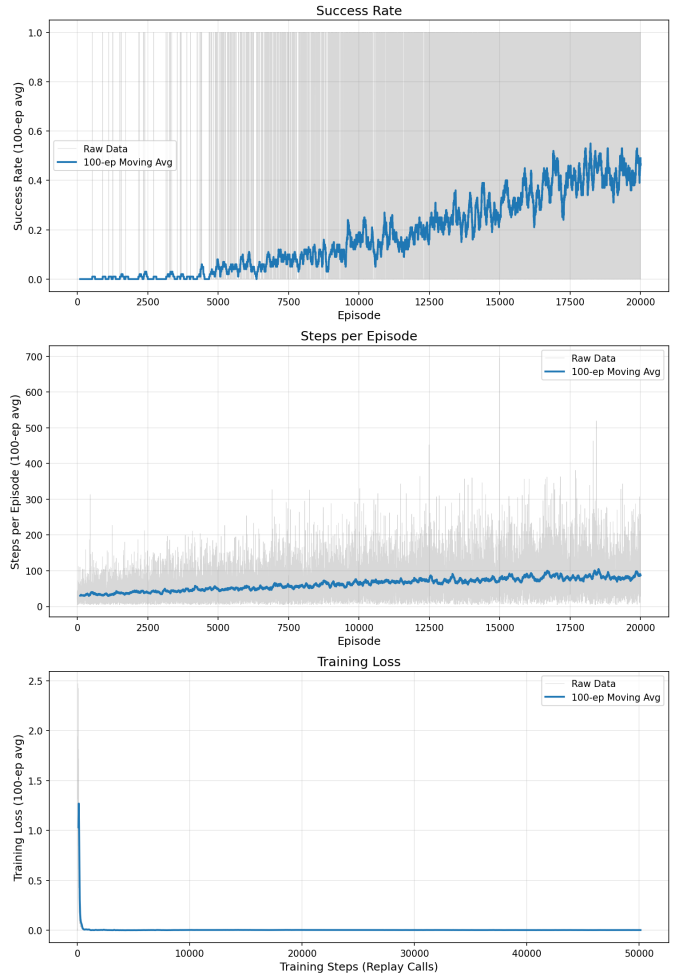 Success Rate
Success Rate (100-ep avg)
1.0
0.8
0.6
0.4
0.2
0.0
Raw Data
100-ep Moving Avg
0 2500 5000 7500 10000 12500 15000 17500 20000
Episode
Steps per Episode
Steps per Episode (100-ep avg)
700
600
500
400
300
200
100
0
Raw Data
100-ep Moving Avg
0 2500 5000 7500 10000 12500 15000 17500 20000
Episode
Training Loss
Training Loss (100-ep avg)
2.5
2.0
1.5
1.0
0.5
0.0
Raw Data
100-ep Moving Avg
0 10000 20000 30000 40000 50000
Training Steps (Replay Calls)